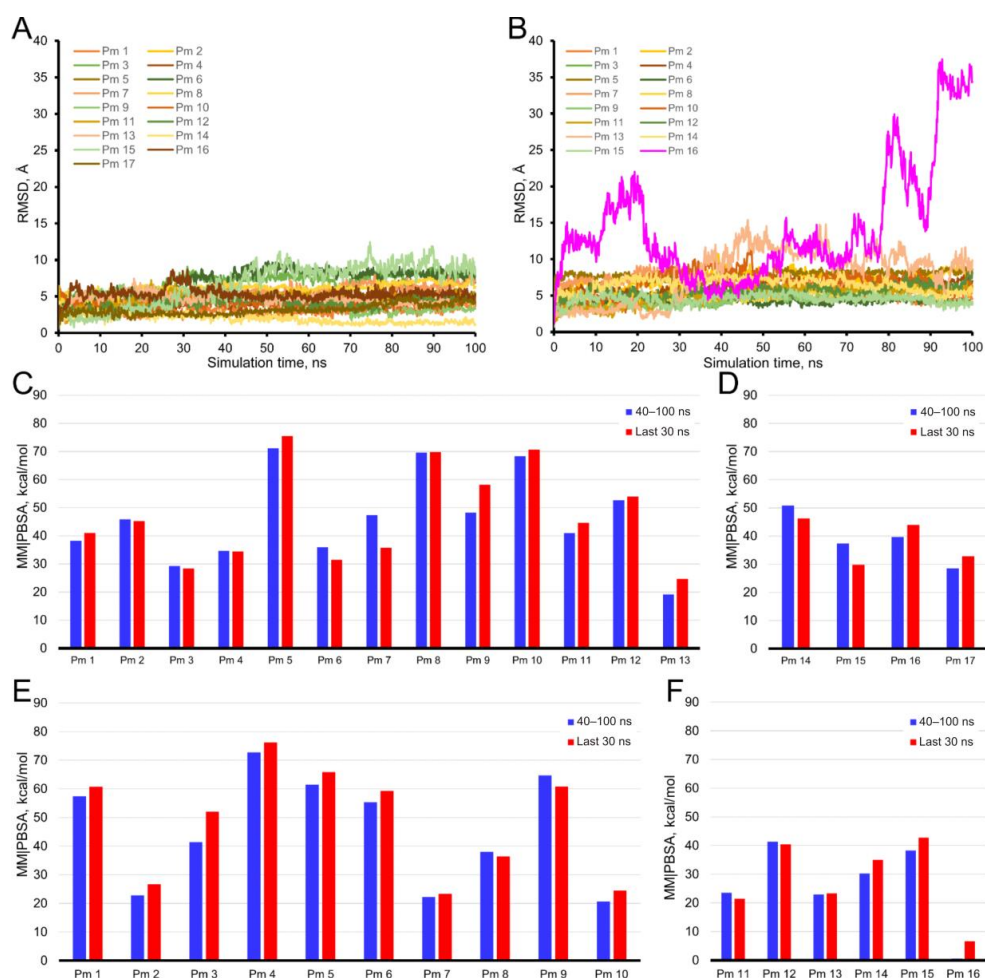 A
40
35
30
25
20
15
10
5
0
RMSD, Å
Pm 1 Pm 2
Pm 3 Pm 4
Pm 5 Pm 6
Pm 7 Pm 8
Pm 9 Pm 10
Pm 11 Pm 12
Pm 13 Pm 14
Pm 15 Pm 16
Pm 17
0 10 20 30 40 50 60 70 80 90 100
Simulation time, ns
B
40
35
30
25
20
15
10
5
0
RMSD, Å
Pm 1 Pm 2
Pm 3 Pm 4
Pm 5 Pm 6
Pm 7 Pm 8
Pm 9 Pm 10
Pm 11 Pm 12
Pm 13 Pm 14
Pm 15 Pm 16
0 10 20 30 40 50 60 70 80 90 100
Simulation time, ns
C
90
80
70
60
50
40
30
20
10
0
MM|PBSA, kcal/mol
40–100 ns
Last 30 ns
Pm 1 Pm 2 Pm 3 Pm 4 Pm 5 Pm 6 Pm 7 Pm 8 Pm 9 Pm 10 Pm 11 Pm 12 Pm 13
D
90
80
70
60
50
40
30
20
10
0
MM|PBSA, kcal/mol
40–100 ns
Last 30 ns
Pm 14 Pm 15 Pm 16 Pm 17
E
90
80
70
60
50
40
30
20
10
0
MM|PBSA, kcal/mol
40–100 ns
Last 30 ns
Pm 1 Pm 2 Pm 3 Pm 4 Pm 5 Pm 6 Pm 7 Pm 8 Pm 9 Pm 10
F
90
80
70
60
50
40
30
20
10
0
MM|PBSA, kcal/mol
40–100 ns
Last 30 ns
Pm 11 Pm 12 Pm 13 Pm 14 Pm 15 Pm 16